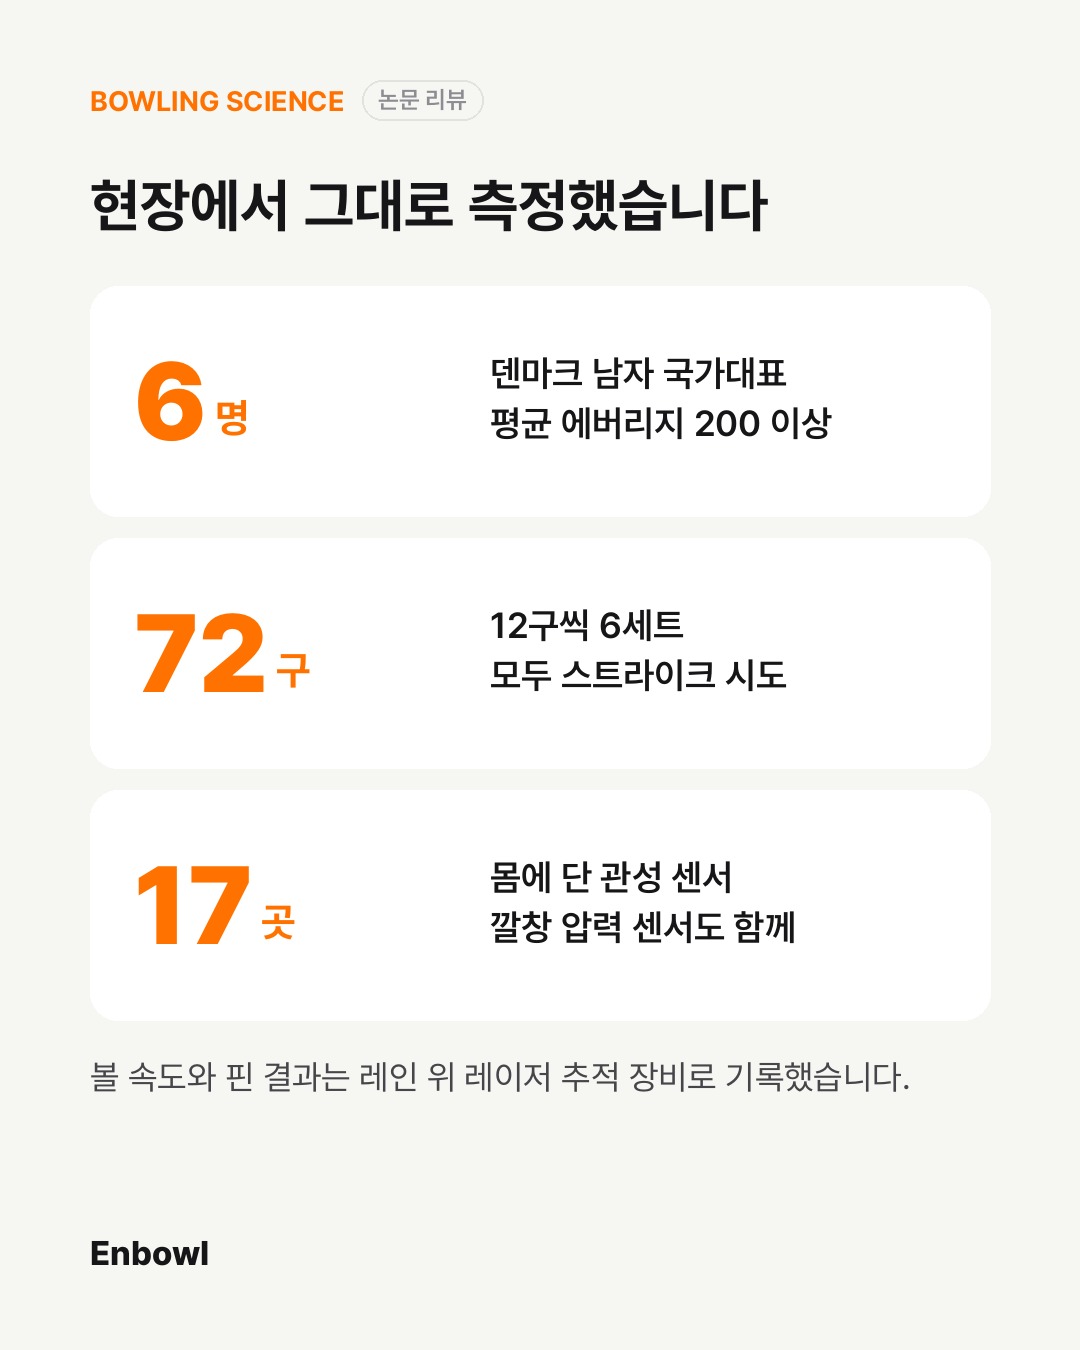 BOWLING SCIENCE 논문 리뷰
현장에서 그대로 측정했습니다
6명
덴마크 남자 국가대표
평균 에버리지 200 이상
72구
12구씩 6세트
모두 스트라이크 시도
17곳
몸에 단 관성 센서
깔창 압력 센서도 함께
볼 속도와 핀 결과는 레인 위 레이저 추적 장비로 기록했습니다.
Enbowl